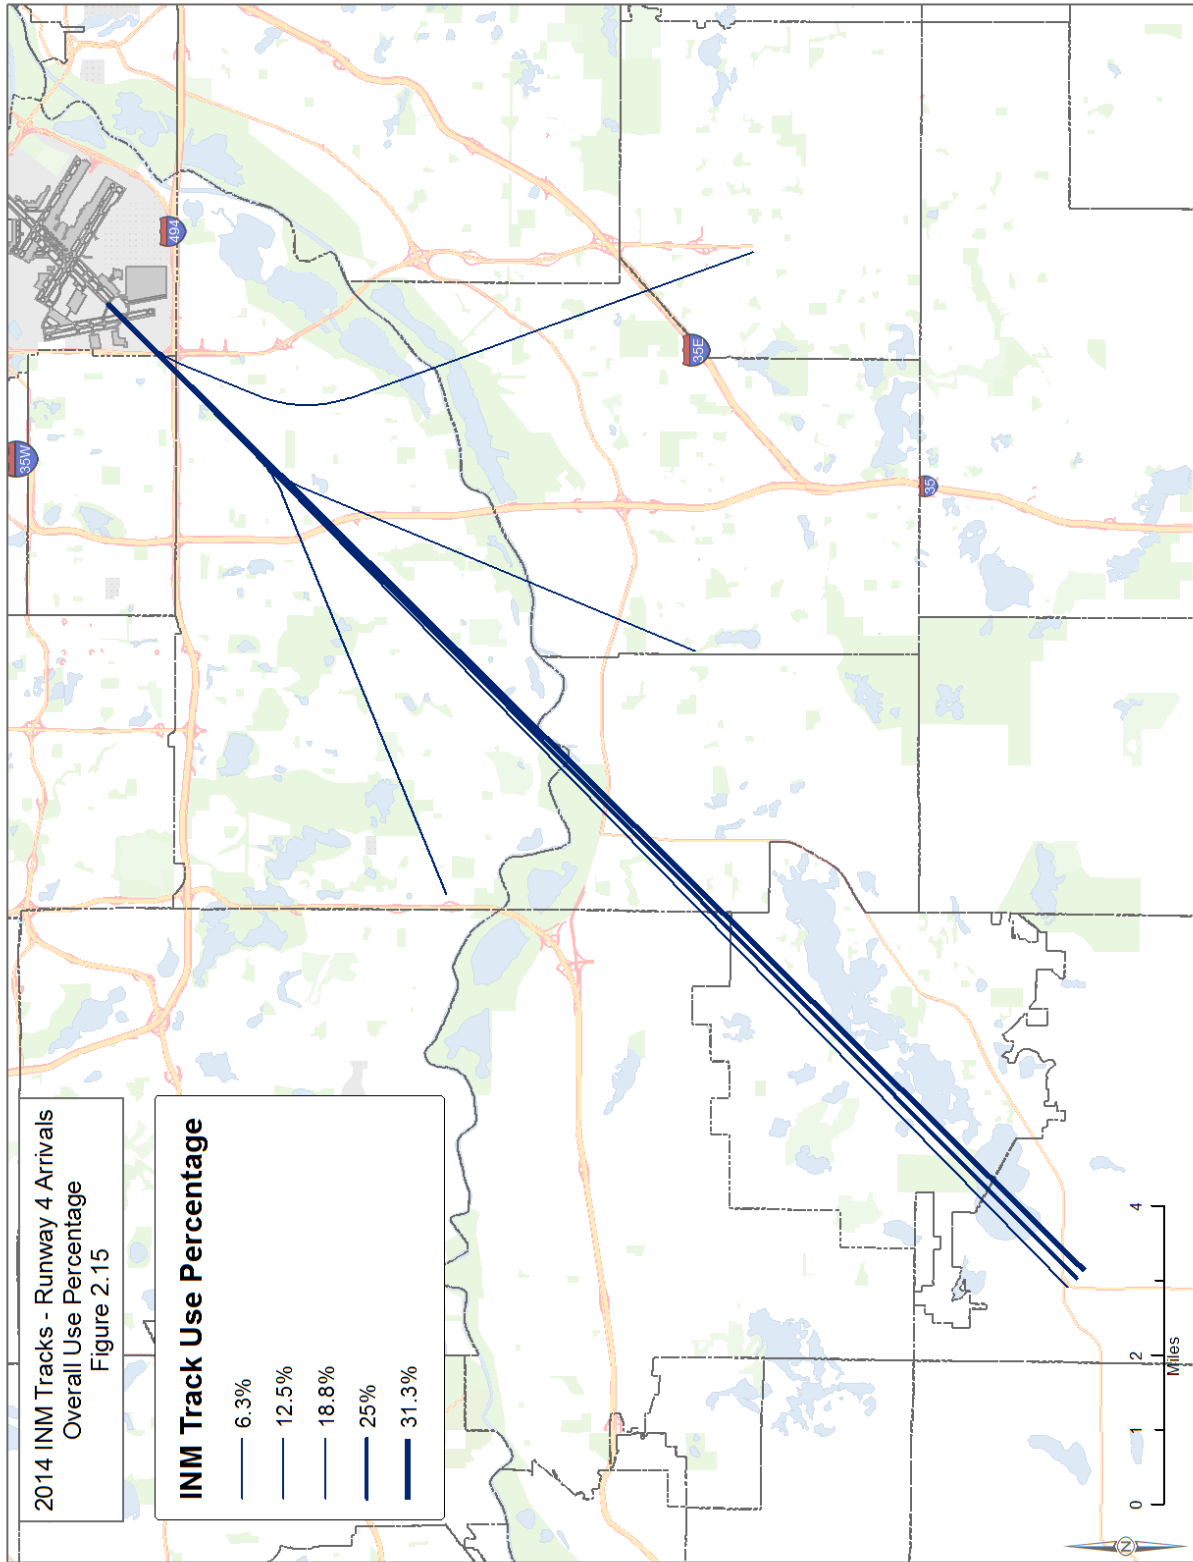 2014 INM Tracks - Runway 4 Arrivals
Overall Use Percentage
Figure 2.15
INM Track Use Percentage
6.3%
12.5%
18.8%
25%
31.3%
35W
494
35E
35
0 1 2 4
Miles
N